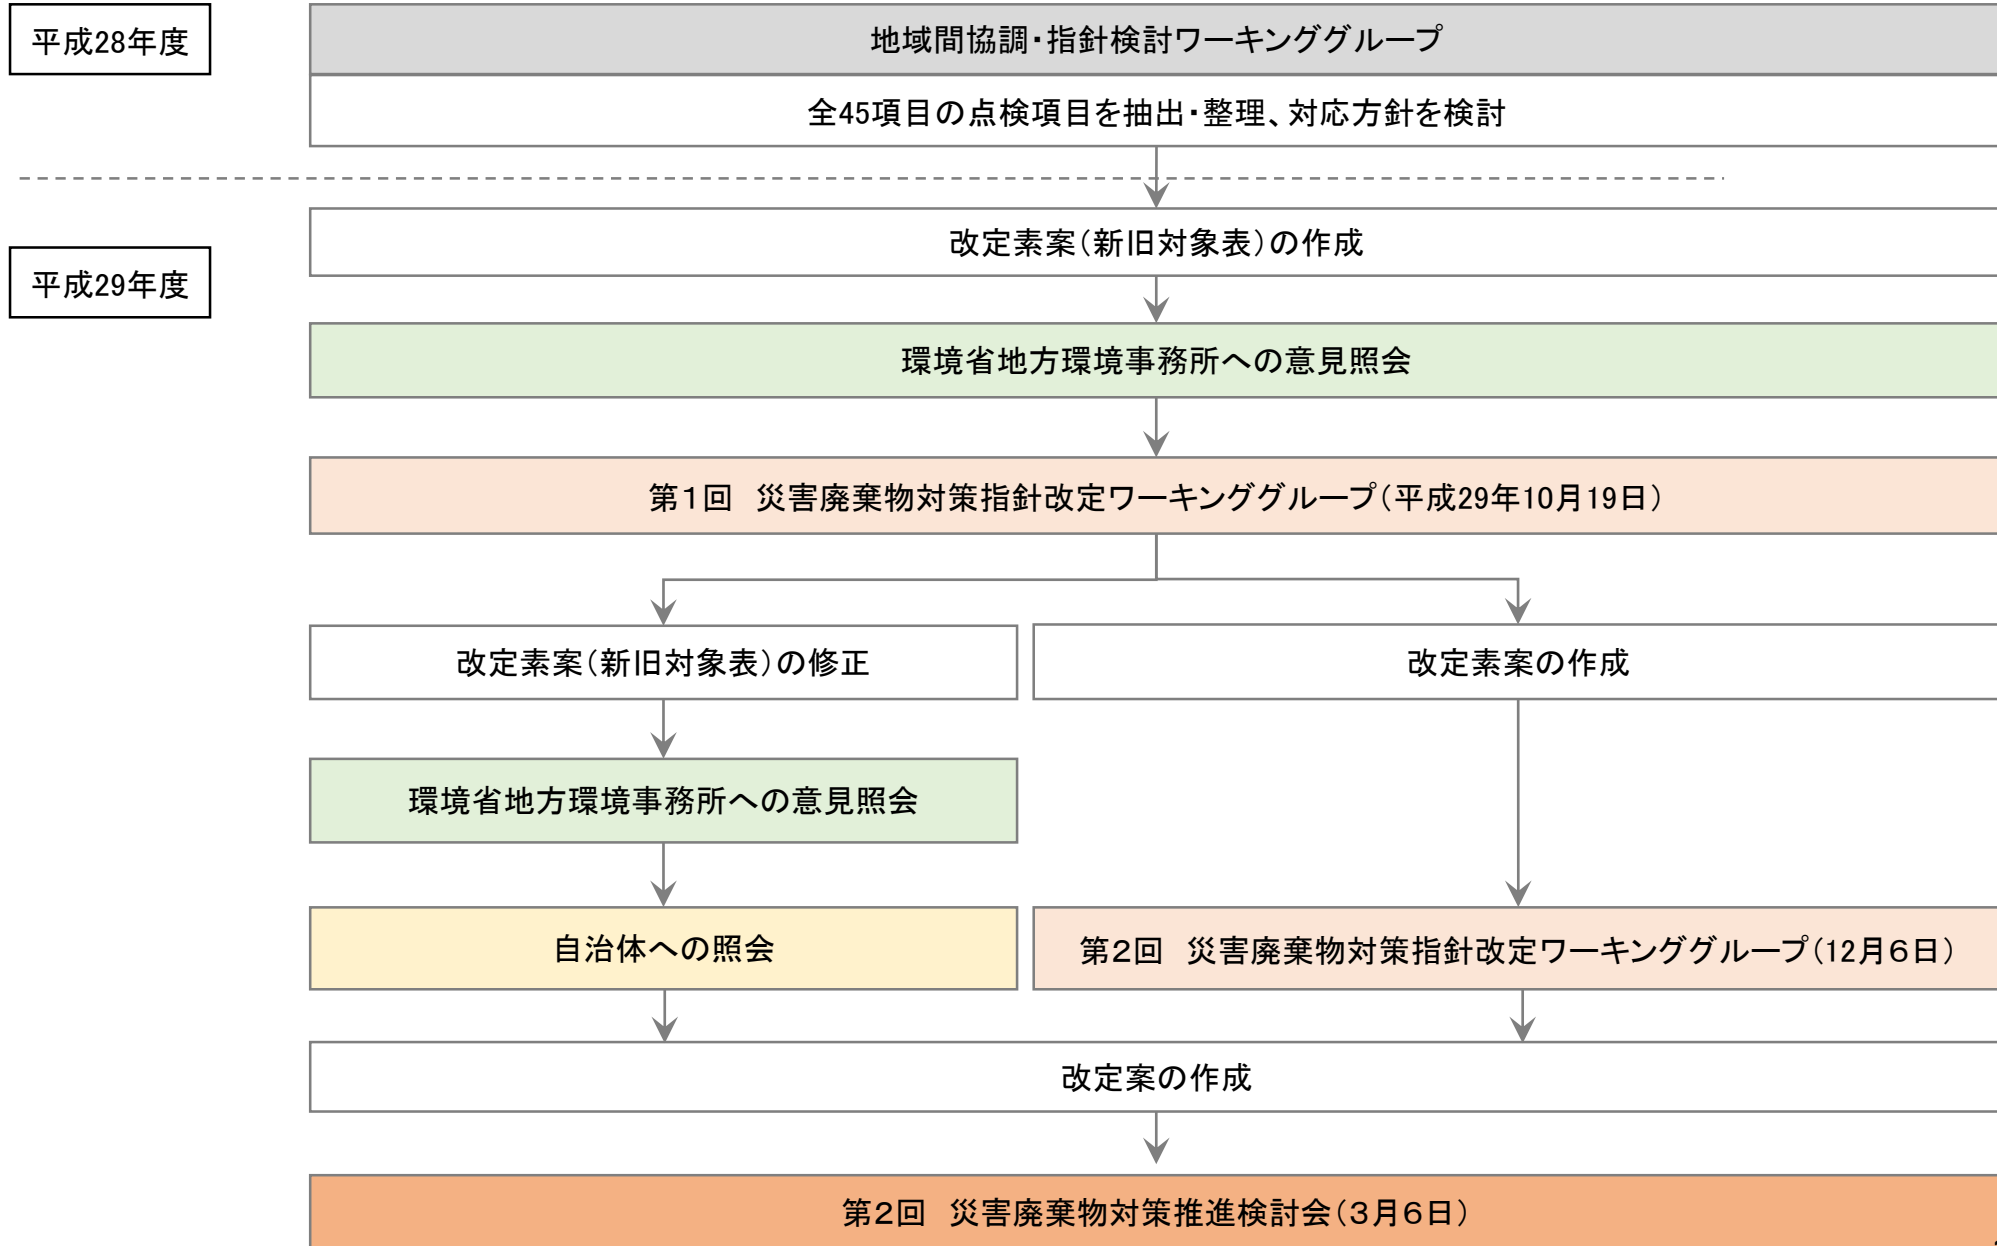 平成28年度
地域間協調・指針検討ワーキンググループ
全45項目の点検項目を抽出・整理、対応方針を検討
改定素案（新旧対象表）の作成
平成29年度
環境省地方環境事務所への意見照会
第１回　災害廃棄物対策指針改定ワーキンググループ（平成29年10月19日）
改定素案（新旧対象表）の修正
改定素案の作成
環境省地方環境事務所への意見照会
自治体への照会
第２回　災害廃棄物対策指針改定ワーキンググループ（12月６日）
改定案の作成
第２回　災害廃棄物対策推進検討会（３月６日）